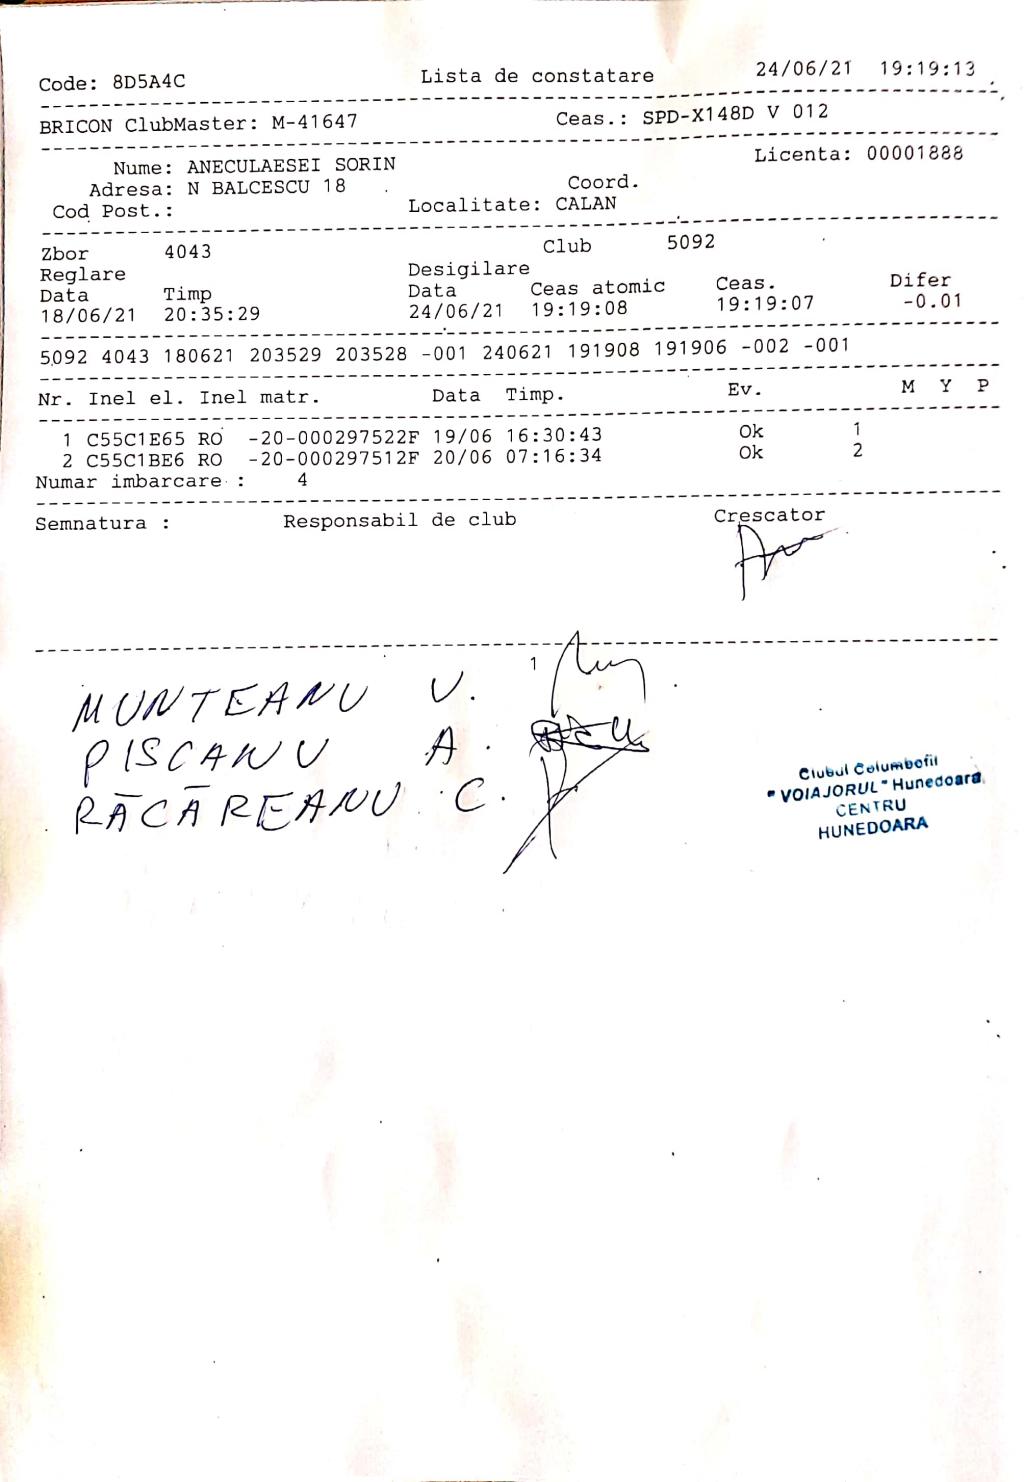 Code: 8D5A4C Lista de constatare 24/06/21 19:19:13
BRICON ClubMaster: M-41647 Ceas.: SPD-X148D V 012
Nume: ANECULAESEI SORIN Licenta: 00001888
Adresa: N BALCESCU 18 Coord.
Cod Post.: Localitate: CALAN
Zbor 4043 Club 5092
Reglare Desigilare
Data Timp Data Ceas atomic Ceas. Difer
18/06/21 20:35:29 24/06/21 19:19:08 19:19:07 -0.01
5092 4043 180621 203529 203528 -001 240621 191908 191906 -002 -001
Nr. Inel el. Inel matr. Data Timp. Ev. M Y P
1 C55C1E65 RO -20-000297522F 19/06 16:30:43 Ok 1
2 C55C1BE6 RO -20-000297512F 20/06 07:16:34 Ok 2
Numar imbarcare : 4
Semnatura : Responsabil de club Crescator
1
MUNTEANU V.
PISCANU A.
RĂCĂREANU C.
Clubul Columbofil
"VOIAJORUL" Hunedoara
CENTRU
HUNEDOARA